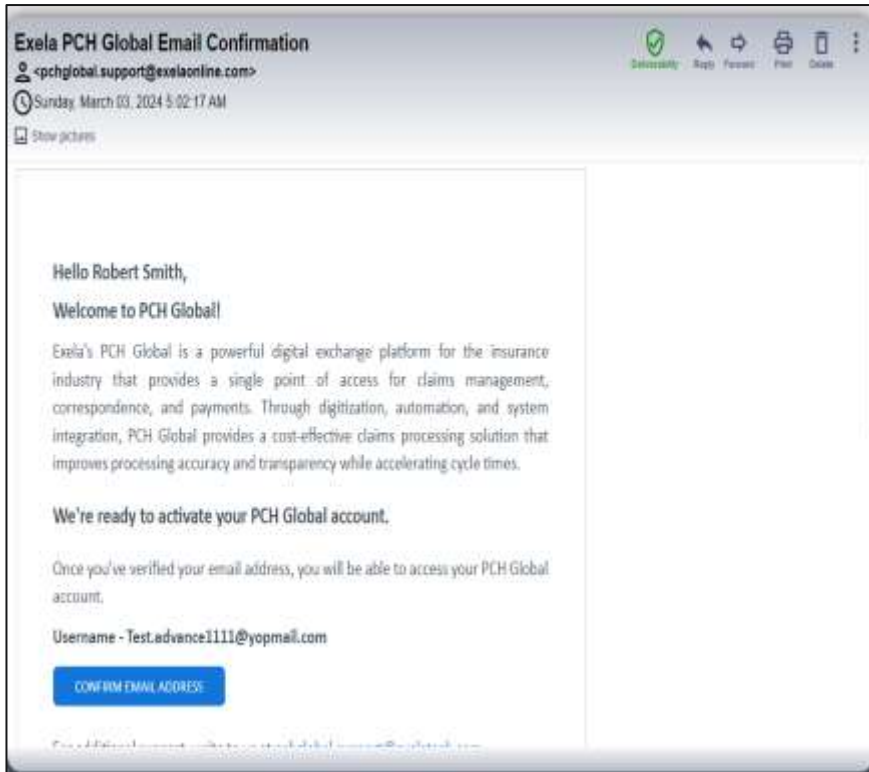 Exela PCH Global Email Confirmation
<pchglobal.support@exelaonline.com>
Sunday, March 03, 2024 5:02:17 AM
Show pictures
Deliverability Reply Forward Print Delete
Hello Robert Smith,
Welcome to PCH Global!
Exela's PCH Global is a powerful digital exchange platform for the insurance
industry that provides a single point of access for claims management,
correspondence, and payments. Through digitization, automation, and system
integration, PCH Global provides a cost-effective claims processing solution that
improves processing accuracy and transparency while accelerating cycle times.
We're ready to activate your PCH Global account.
Once you've verified your email address, you will be able to access your PCH Global
account.
Username - Test.advance1111@yopmail.com
CONFIRM EMAIL ADDRESS